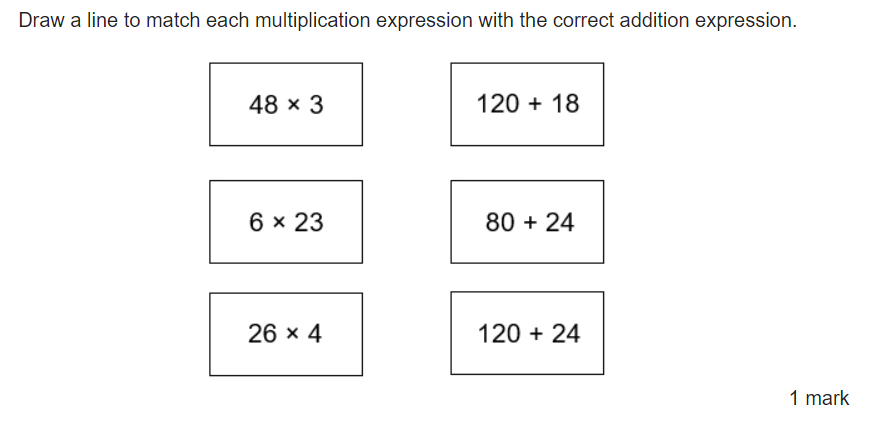 Draw a line to match each multiplication expression with the correct addition expression.
48 × 3
120 + 18
6 × 23
80 + 24
26 × 4
120 + 24
1 mark